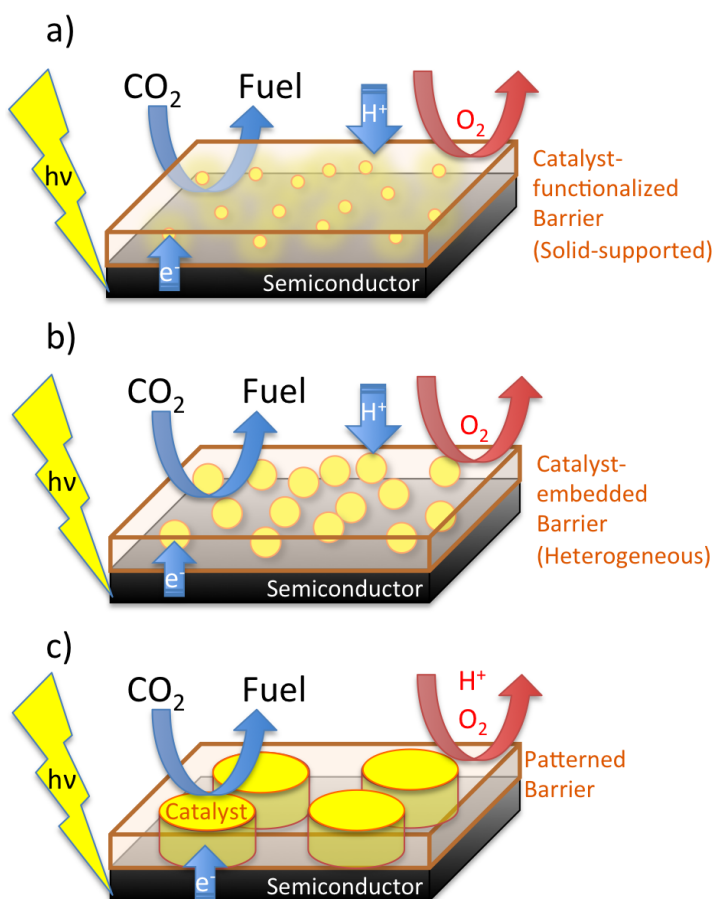 a)
CO₂ Fuel
H⁺
O₂
hν
Catalyst-
functionalized
Barrier
(Solid-supported)
e⁻
Semiconductor
b)
CO₂ Fuel
H⁺
O₂
hν
Catalyst-
embedded
Barrier
(Heterogeneous)
e⁻
Semiconductor
c)
CO₂ Fuel
H⁺
O₂
hν
Patterned
Barrier
Catalyst
e⁻
Semiconductor